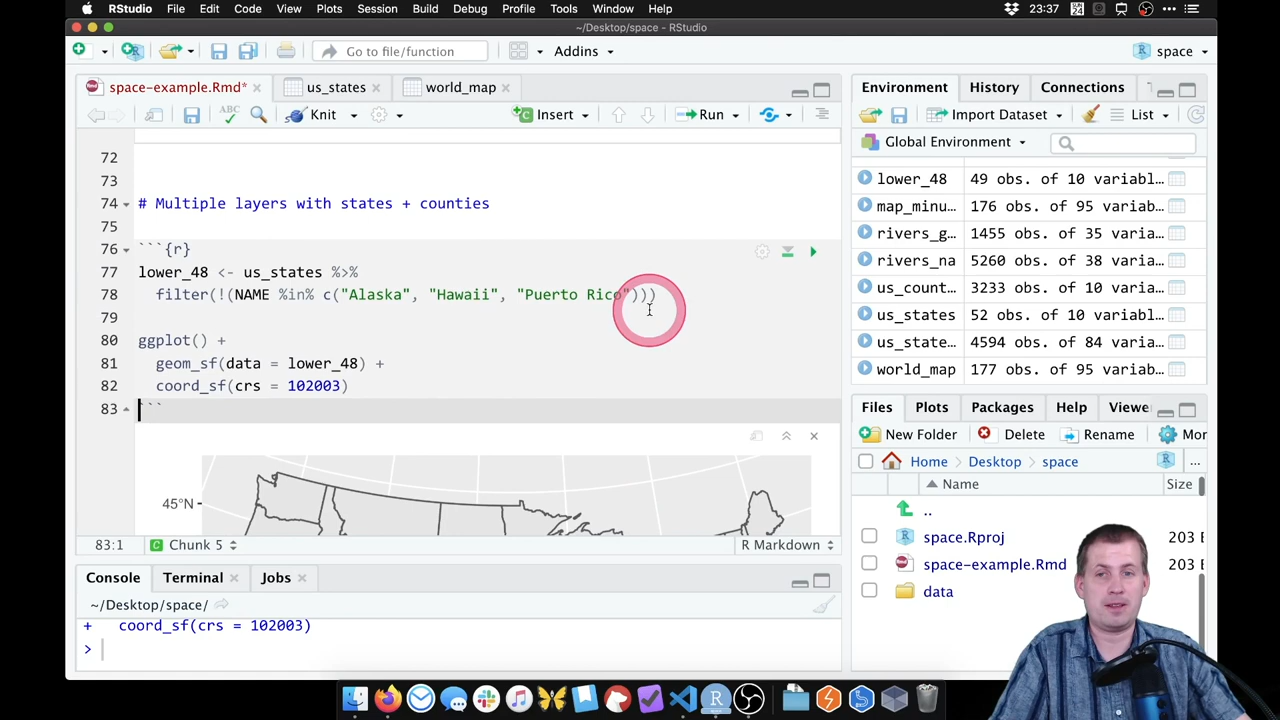 RStudio File Edit Code View Plots Session Build Debug Profile Tools Window Help 23:37
~/Desktop/space - RStudio
Go to file/function Addins space
space-example.Rmd* us_states world_map
Knit Insert Run
72
73
74 # Multiple layers with states + counties
75
76 ```{r}
77 lower_48 <- us_states %>%
78 filter(!(NAME %in% c("Alaska", "Hawaii", "Puerto Rico")))
79
80 ggplot() +
81 geom_sf(data = lower_48) +
82 coord_sf(crs = 102003)
83 ```
45°N
83:1 Chunk 5 R Markdown
Console Terminal Jobs
~/Desktop/space/
+ coord_sf(crs = 102003)
>
Environment History Connections
Import Dataset List
Global Environment
lower_48 49 obs. of 10 variabl…
map_minu… 176 obs. of 95 variab…
rivers_g… 1455 obs. of 35 varia…
rivers_na 5260 obs. of 38 varia…
us_count… 3233 obs. of 10 varia…
us_states 52 obs. of 10 variabl…
us_state… 4594 obs. of 84 varia…
world_map 177 obs. of 95 variab…
Files Plots Packages Help Viewe
New Folder Delete Rename Mor
Home Desktop space ...
Name Size
..
space.Rproj 203
space-example.Rmd 203
data